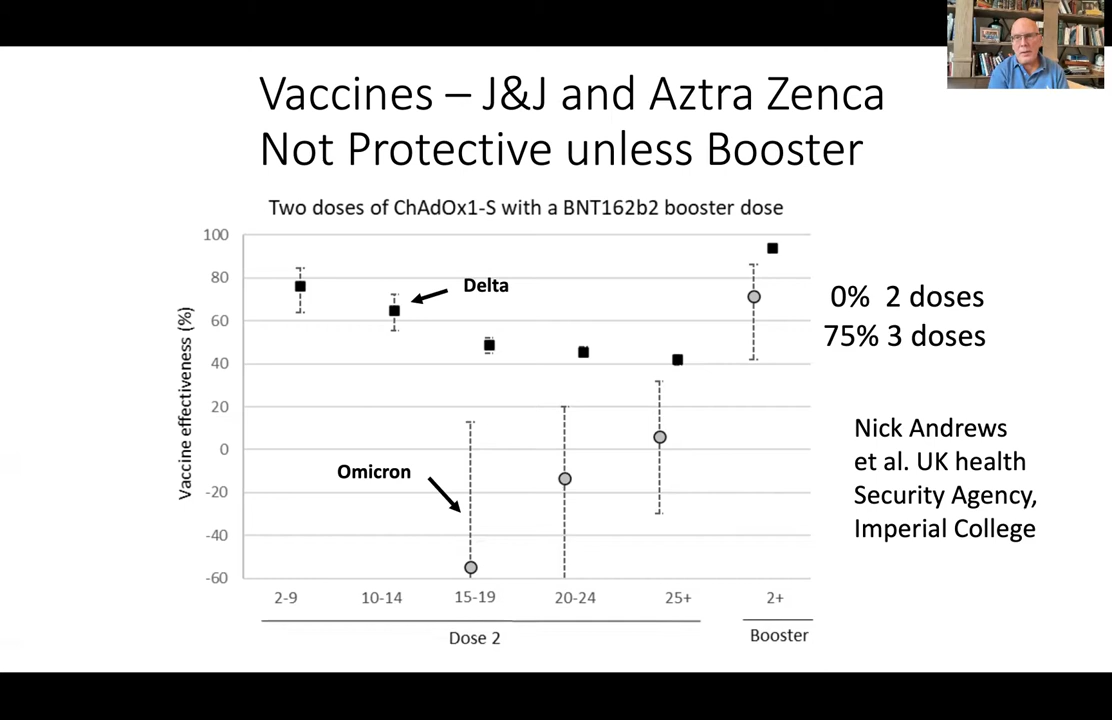 Vaccines – J&J and Aztra Zenca
Not Protective unless Booster
Two doses of ChAdOx1-S with a BNT162b2 booster dose
Vaccine effectiveness (%)
100
80
60
40
20
0
-20
-40
-60
Delta
Omicron
2-9 10-14 15-19 20-24 25+ 2+
Dose 2 Booster
0% 2 doses
75% 3 doses
Nick Andrews
et al. UK health
Security Agency,
Imperial College